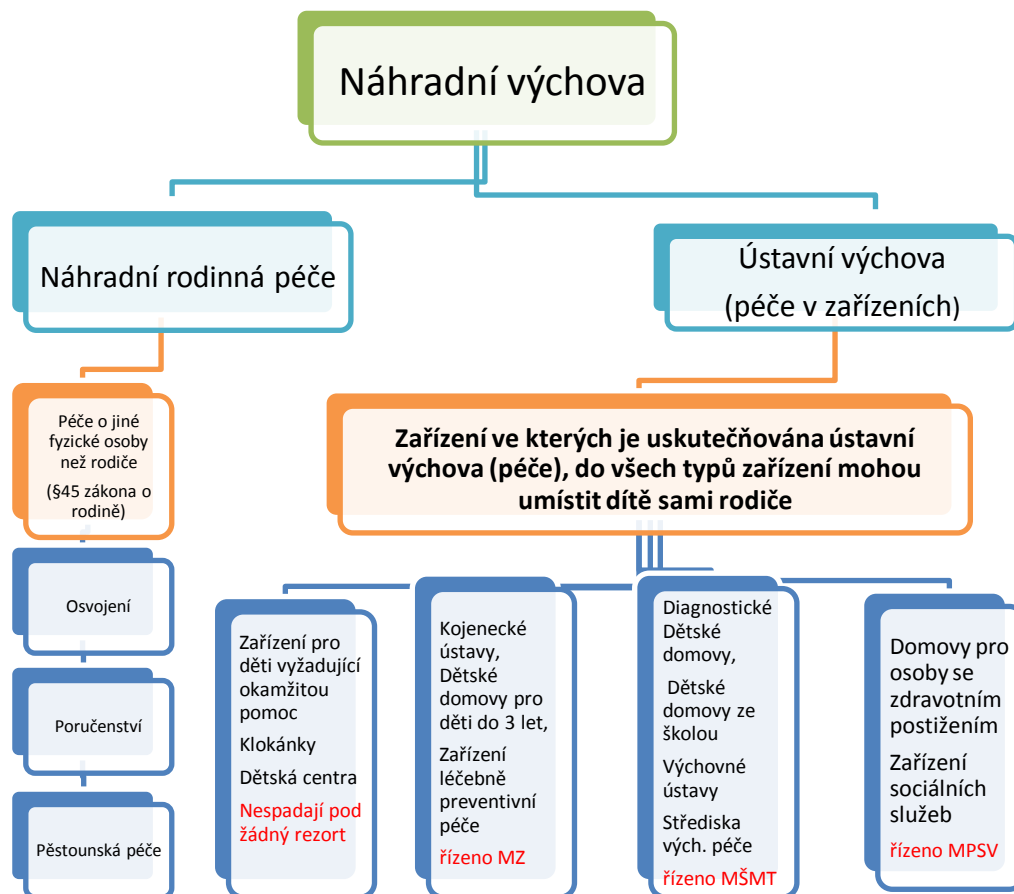 Náhradní výchova
Náhradní rodinná péče
Ústavní výchova
(péče v zařízeních)
Péče o jiné
fyzické osoby
než rodiče
(§45 zákona o
rodině)
Osvojení
Poručenství
Pěstounská péče
Zařízení ve kterých je uskutečňována ústavní
výchova (péče), do všech typů zařízení mohou
umístit dítě sami rodiče
Zařízení pro
děti vyžadující
okamžitou
pomoc
Klokánky
Dětská centra
Nespadají pod
žádný rezort
Kojenecké
ústavy,
Dětské
domovy pro
děti do 3 let,
Zařízení
léčebně
preventivní
péče
řízeno MZ
Diagnostické
Dětské
domovy,
Dětské
domovy ze
školou
Výchovné
ústavy
Střediska
vých. péče
řízeno MŠMT
Domovy pro
osoby se
zdravotním
postižením
Zařízení
sociálních
služeb
řízeno MPSV